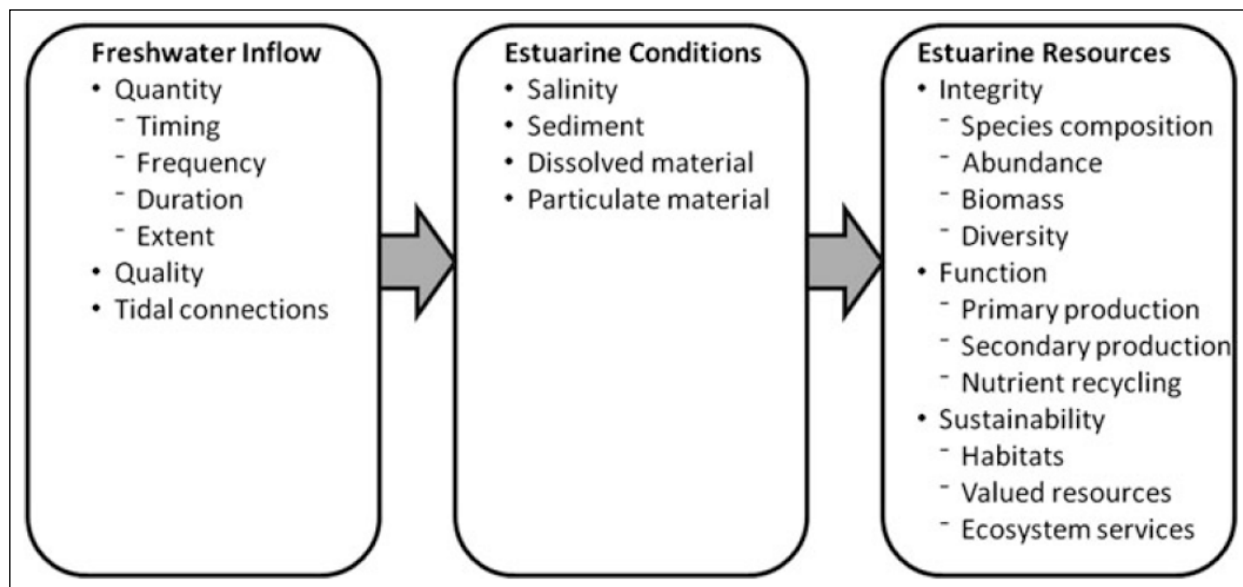 Freshwater Inflow
• Quantity
- Timing
- Frequency
- Duration
- Extent
• Quality
• Tidal connections
Estuarine Conditions
• Salinity
• Sediment
• Dissolved material
• Particulate material
Estuarine Resources
• Integrity
- Species composition
- Abundance
- Biomass
- Diversity
• Function
- Primary production
- Secondary production
- Nutrient recycling
• Sustainability
- Habitats
- Valued resources
- Ecosystem services